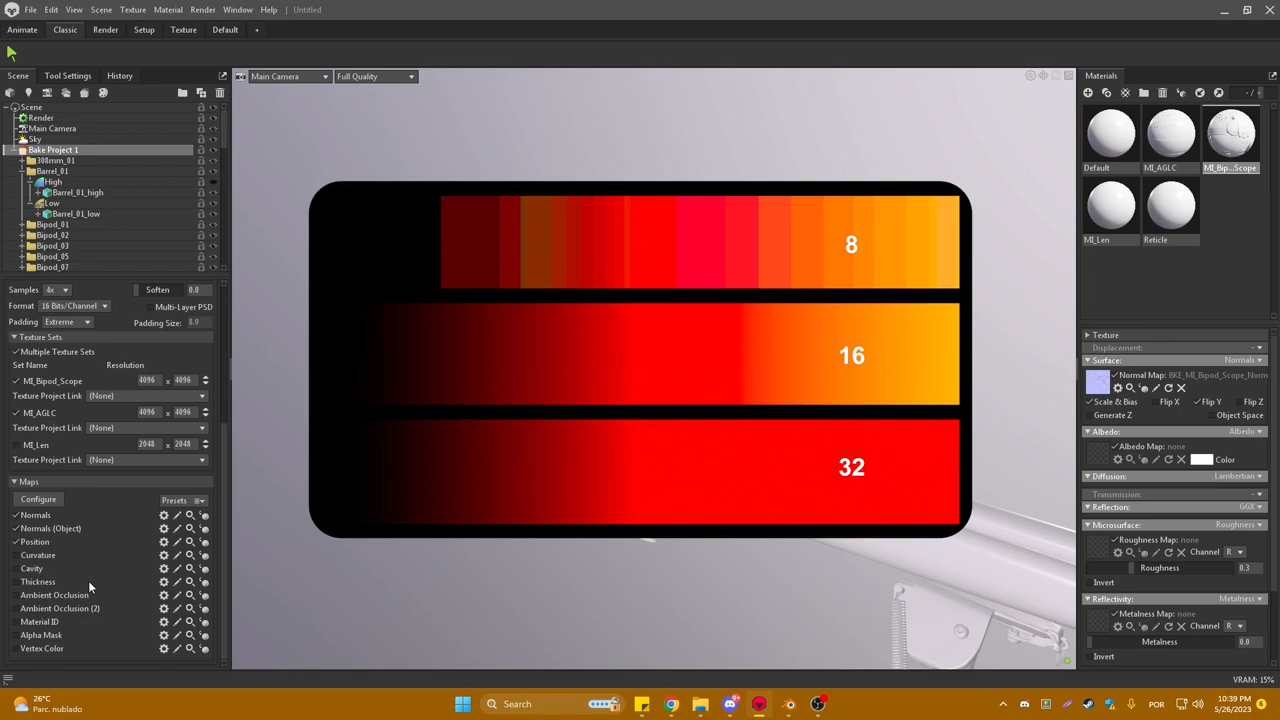 File Edit View Scene Texture Material Render Window Help Untitled
Animate Classic Render Setup Texture Default +
Scene Tool Settings History
Main Camera Full Quality
Scene
Render
Main Camera
Sky
Bake Project 1
308mm_01
Barrel_01
High
Barrel_01_high
Low
Barrel_01_low
Bipod_01
Bipod_02
Bipod_03
Bipod_05
Bipod_07
Samples 4x Soften 0.0
Format 16 Bits/Channel Multi-Layer PSD
Padding Extreme Padding Size: 8.0
Texture Sets
Multiple Texture Sets
Set Name Resolution
MI_Bipod_Scope 4096 x 4096
Texture Project Link (None)
MI_AGLC 4096 x 4096
Texture Project Link (None)
MI_Len 2048 x 2048
Texture Project Link (None)
Maps
Configure Presets
Normals
Normals (Object)
Position
Curvature
Cavity
Thickness
Ambient Occlusion
Ambient Occlusion (2)
Material ID
Alpha Mask
Vertex Color
8
16
32
Materials
- / +
Default MI_AGLC MI_Bip...Scope
MI_Len Reticle
Texture
Displacement:
Surface: Normals
Normal Map: BKE_MI_Bipod_Scope_Norm
Scale & Bias Flip X Flip Y Flip Z
Generate Z Object Space
Albedo: Albedo
Albedo Map: none
Color
Diffusion: Lambertian
Transmission:
Reflection: GGX
Microsurface: Roughness
Roughness Map: none
Channel R
Roughness 0.3
Invert
Reflectivity: Metalness
Metalness Map: none
Channel R
Metalness 0.0
Invert
VRAM: 15%
26°C
Parc. nublado
Search
POR
10:39 PM
5/26/2023